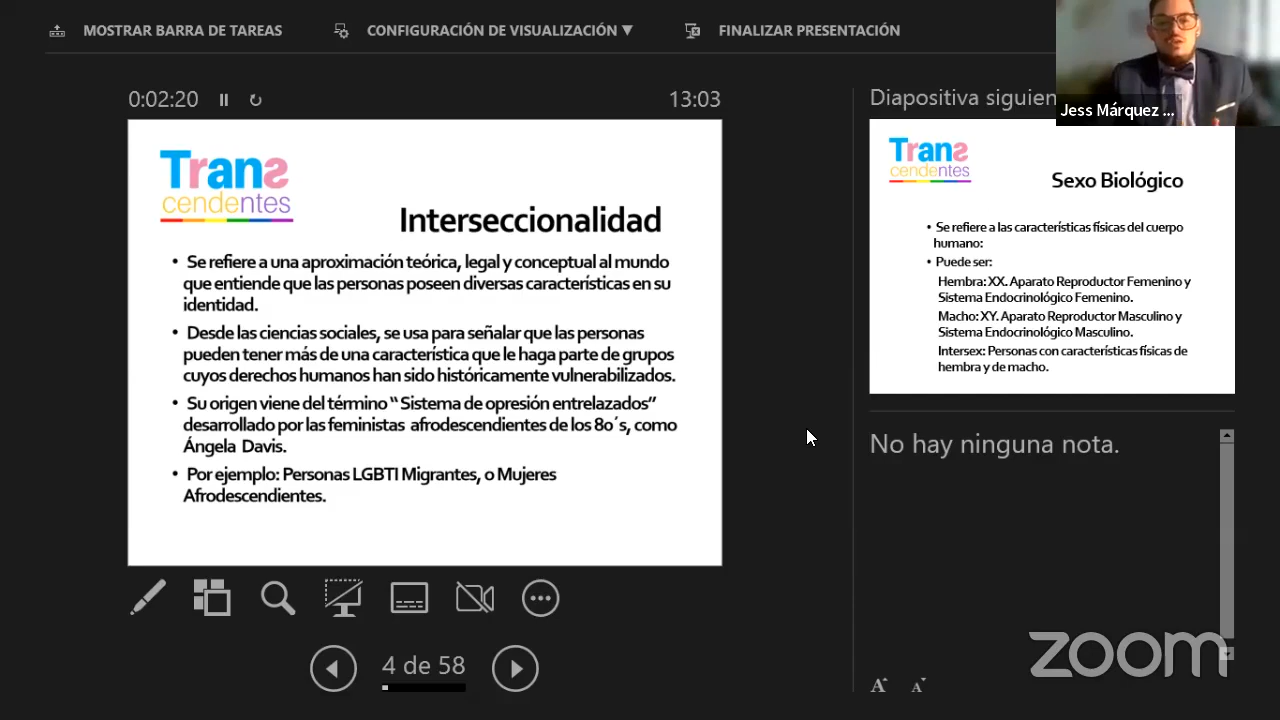 MOSTRAR BARRA DE TAREAS
CONFIGURACIÓN DE VISUALIZACIÓN ▼
FINALIZAR PRESENTACIÓN
Jess Márquez ...
0:02:20
13:03
Trans
cendentes
Interseccionalidad
• Se refiere a una aproximación teórica, legal y conceptual al mundo
que entiende que las personas poseen diversas características en su
identidad.
• Desde las ciencias sociales, se usa para señalar que las personas
pueden tener más de una característica que le haga parte de grupos
cuyos derechos humanos han sido históricamente vulnerabilizados.
• Su origen viene del término “ Sistema de opresión entrelazados”
desarrollado por las feministas afrodescendientes de los 80´s, como
Ángela Davis.
• Por ejemplo: Personas LGBTI Migrantes, o Mujeres
Afrodescendientes.
4 de 58
Diapositiva siguien
Trans
cendentes
Sexo Biológico
• Se refiere a las características físicas del cuerpo
humano:
• Puede ser:
Hembra: XX. Aparato Reproductor Femenino y
Sistema Endocrinológico Femenino.
Macho: XY. Aparato Reproductor Masculino y
Sistema Endocrinológico Masculino.
Intersex: Personas con características físicas de
hembra y de macho.
No hay ninguna nota.
zoom
A A